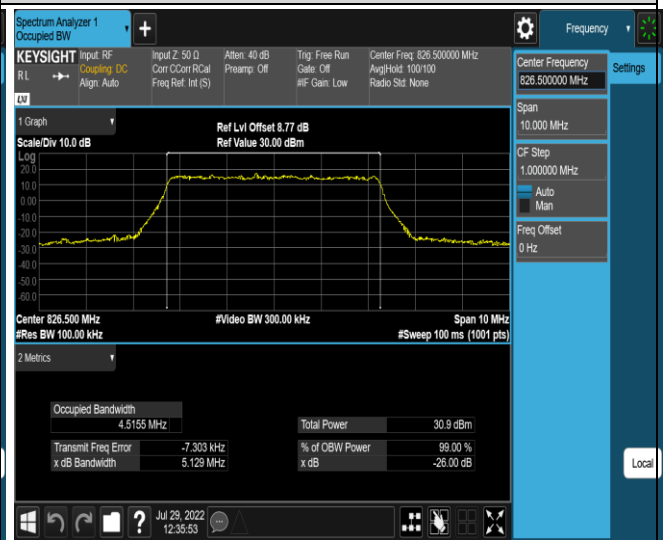 Spectrum Analyzer 1
Occupied BW
Frequency
KEYSIGHT
RL
Input: RF
Coupling: DC
Align: Auto
Input Z: 50 Ω
Corr CCorr RCal
Freq Ref: Int (S)
Atten: 40 dB
Preamp: Off
Trig: Free Run
Gate: Off
#IF Gain: Low
Center Freq: 826.500000 MHz
Avg|Hold: 100/100
Radio Std: None
Center Frequency
826.500000 MHz
Settings
Span
10.000 MHz
CF Step
1.000000 MHz
Auto
Man
Freq Offset
0 Hz
1 Graph
Scale/Div 10.0 dB
Ref Lvl Offset 8.77 dB
Ref Value 30.00 dBm
Log
20.0
10.0
0.00
-10.0
-20.0
-30.0
-40.0
-50.0
-60.0
Center 826.500 MHz
#Res BW 100.00 kHz
#Video BW 300.00 kHz
Span 10 MHz
#Sweep 100 ms (1001 pts)
2 Metrics
Occupied Bandwidth
4.5155 MHz
Total Power 30.9 dBm
Transmit Freq Error -7.303 kHz
% of OBW Power 99.00 %
x dB Bandwidth 5.129 MHz
x dB -26.00 dB
Local
?
Jul 29, 2022
12:35:53